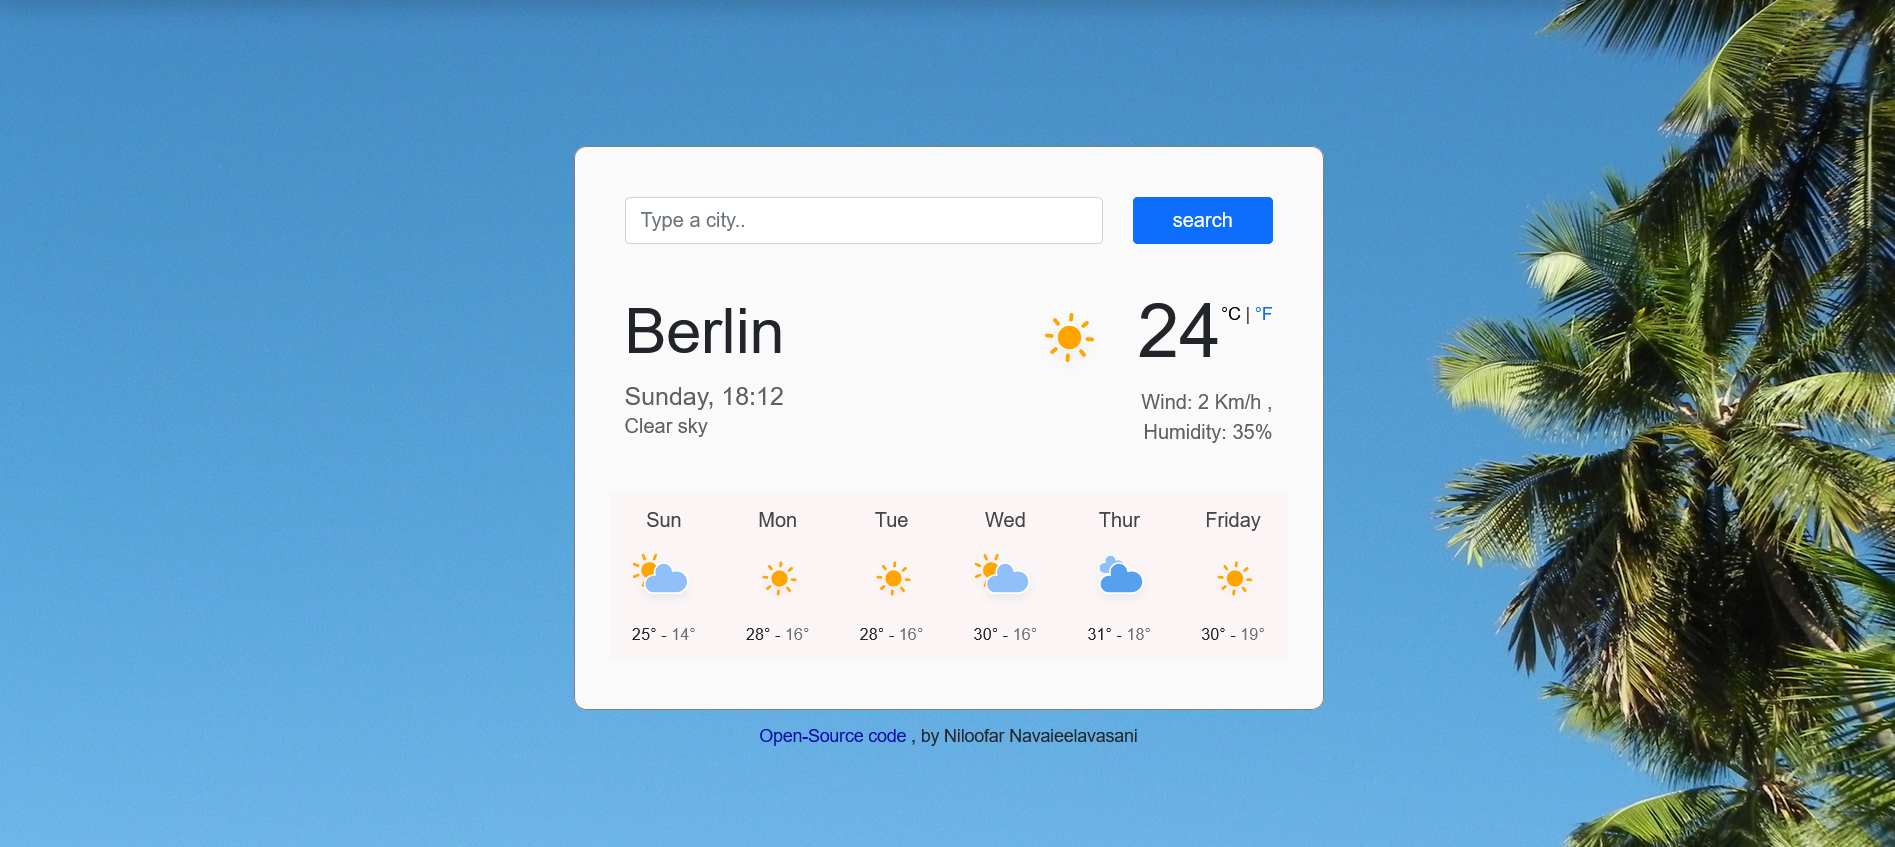 Type a city..
search
Berlin
24 °C | °F
Sunday, 18:12
Clear sky
Wind: 2 Km/h ,
Humidity: 35%
Sun Mon Tue Wed Thur Friday
25° - 14° 28° - 16° 28° - 16° 30° - 16° 31° - 18° 30° - 19°
Open-Source code , by Niloofar Navaieelavasani